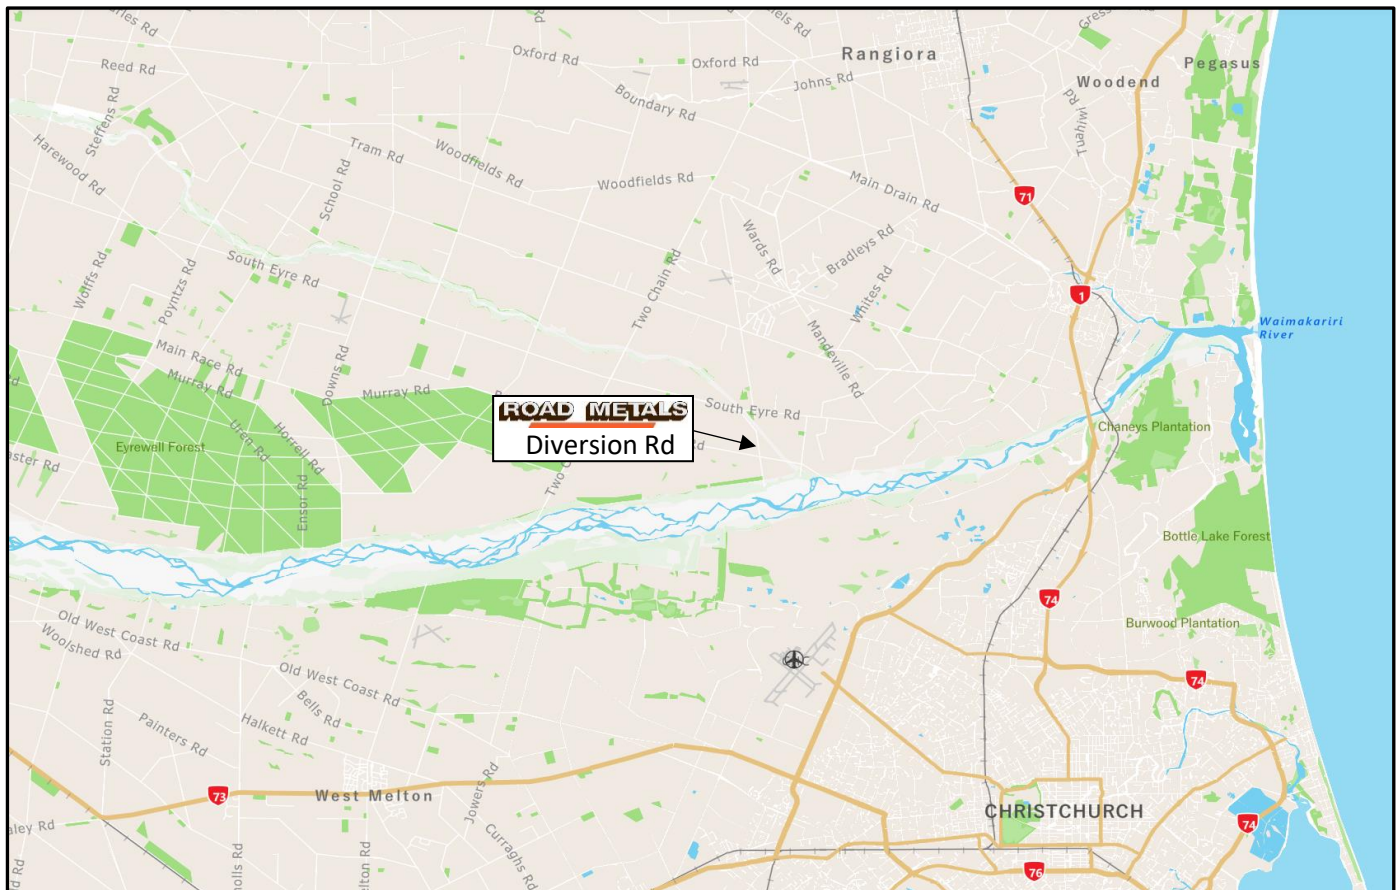 Oxford Rd
Oxford Rd
Rangiora
Pegasus
Reed Rd
Johns Rd
Woodend
Boundary Rd
Steffens Rd
Tuahiwi Rd
Harewood Rd
Tram Rd
Woodfields Rd
School Rd
Woodfields Rd
Main Drain Rd
71
Wards Rd
Bradleys Rd
South Eyre Rd
Wolffs Rd
Poyntzs Rd
Two Chain Rd
Whites Rd
1
Waimakariri
River
Main Race Rd
Mandeville Rd
Murray Rd
Downs Rd
Murray Rd
ROAD METALS
Diversion Rd
South Eyre Rd
Chaneys Plantation
Eyrewell Forest
Uren Rd
Horrell Rd
Ensor Rd
Bottle Lake Forest
74
Old West Coast Rd
Woolshed Rd
Burwood Plantation
Old West Coast Rd
74
Bells Rd
Station Rd
Painters Rd
Halkett Rd
73
West Melton
Jowers Rd
CHRISTCHURCH
74
Curraghs Rd
76